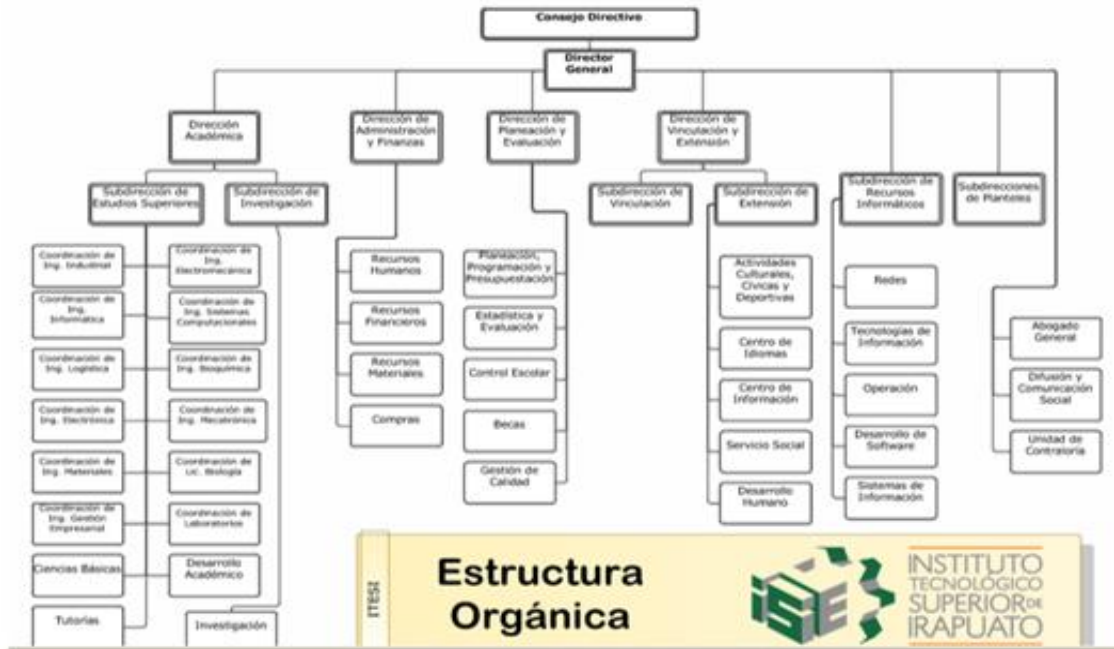 Consejo Directivo
Director
General
Dirección
Académica
Dirección de
Administración
y Finanzas
Dirección de
Planeación y
Evaluación
Dirección de
Vinculación y
Extensión
Subdirección de
Estudios Superiores
Subdirección de
Investigación
Subdirección de
Vinculación
Subdirección de
Extensión
Subdirección de
Recursos
Informáticos
Subdirecciones
de Planteles
Coordinación de
Ing. Industrial
Coordinación de
Ing.
Electromecánica
Coordinación de
Ing.
Informática
Coordinación de
Ing. Sistemas
Computacionales
Coordinación de
Ing. Logística
Coordinación de
Ing. Bioquímica
Coordinación de
Ing. Electrónica
Coordinación de
Ing. Mecatrónica
Coordinación de
Ing. Materiales
Coordinación de
Lic. Biología
Coordinación de
Ing. Gestión
Empresarial
Coordinación de
Laboratorios
Ciencias Básicas
Desarrollo
Académico
Tutorías
Investigación
Recursos
Humanos
Recursos
Financieros
Recursos
Materiales
Compras
Planeación,
Programación y
Presupuestación
Estadística y
Evaluación
Control Escolar
Becas
Gestión de
Calidad
Actividades
Culturales,
Cívicas y
Deportivas
Centro de
Idiomas
Centro de
Información
Servicio Social
Desarrollo
Humano
Redes
Tecnologías de
Información
Operación
Desarrollo de
Software
Sistemas de
Información
Abogado
General
Difusión y
Comunicación
Social
Unidad de
Contraloría
ITESI
Estructura
Orgánica
INSTITUTO
TECNOLÓGICO
SUPERIOR DE
IRAPUATO